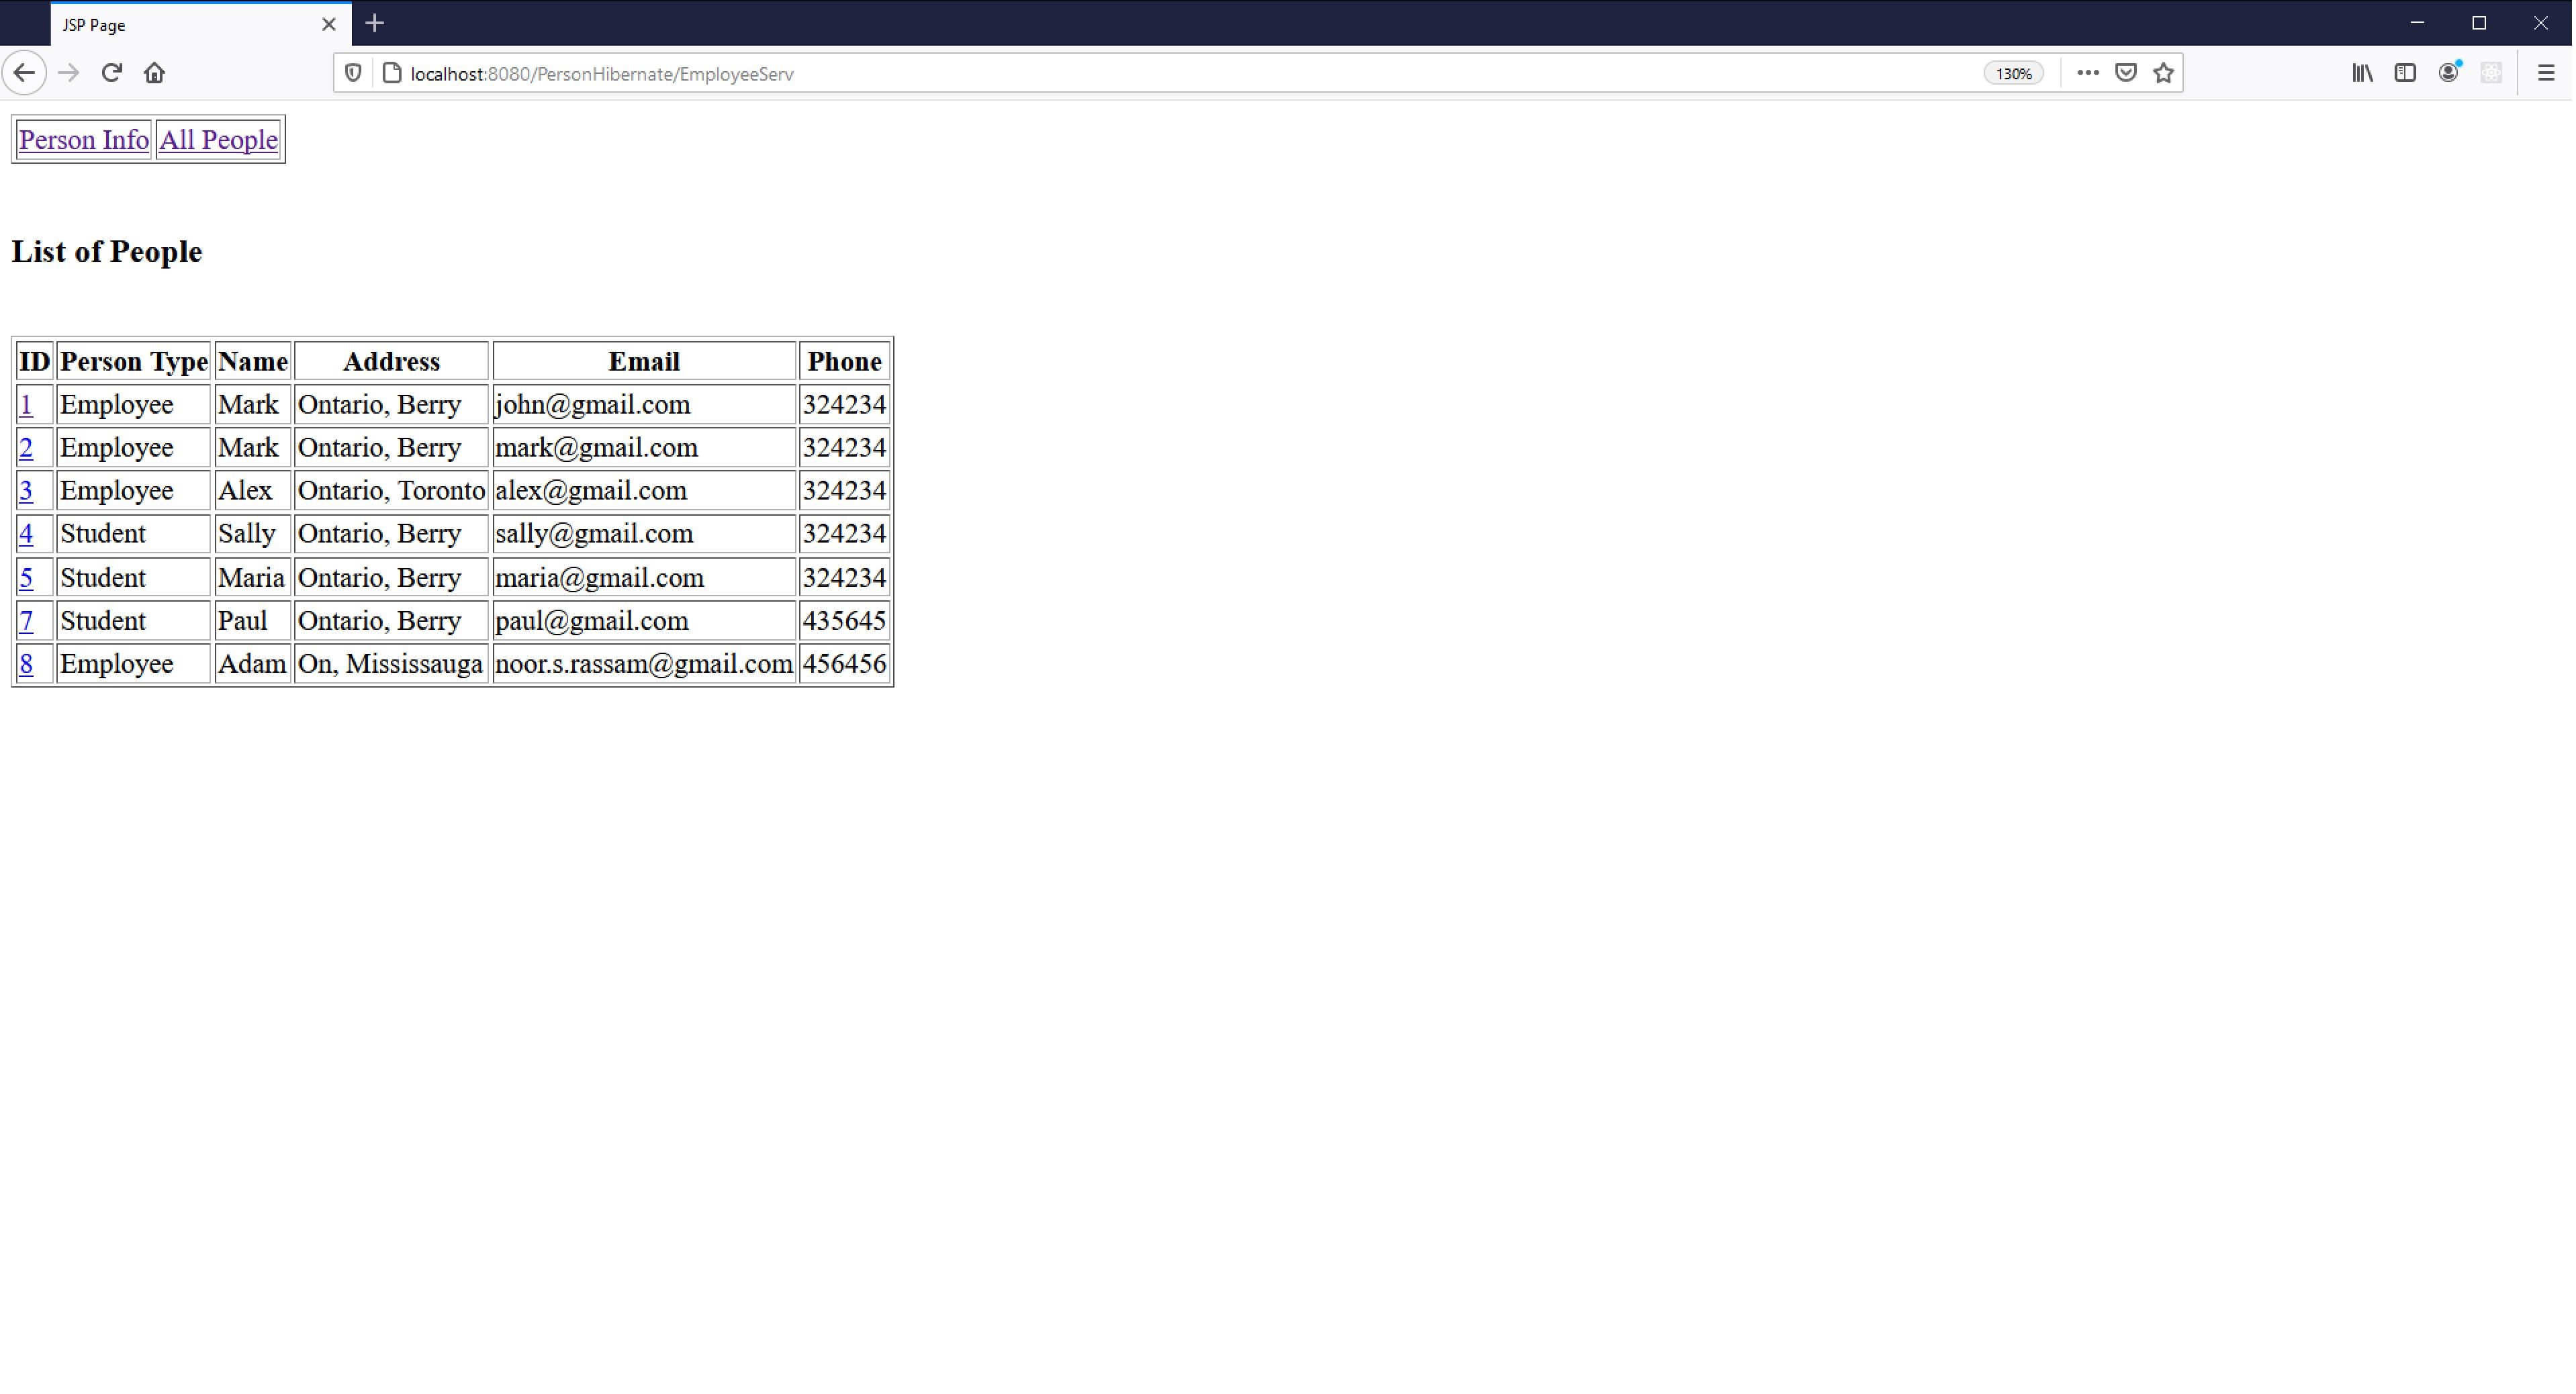 JSP Page
localhost:8080/PersonHibernate/EmployeeServ 130%
Person Info All People
List of People
ID Person Type Name Address Email Phone
1 Employee Mark Ontario, Berry john@gmail.com 324234
2 Employee Mark Ontario, Berry mark@gmail.com 324234
3 Employee Alex Ontario, Toronto alex@gmail.com 324234
4 Student Sally Ontario, Berry sally@gmail.com 324234
5 Student Maria Ontario, Berry maria@gmail.com 324234
7 Student Paul Ontario, Berry paul@gmail.com 435645
8 Employee Adam On, Mississauga noor.s.rassam@gmail.com 456456